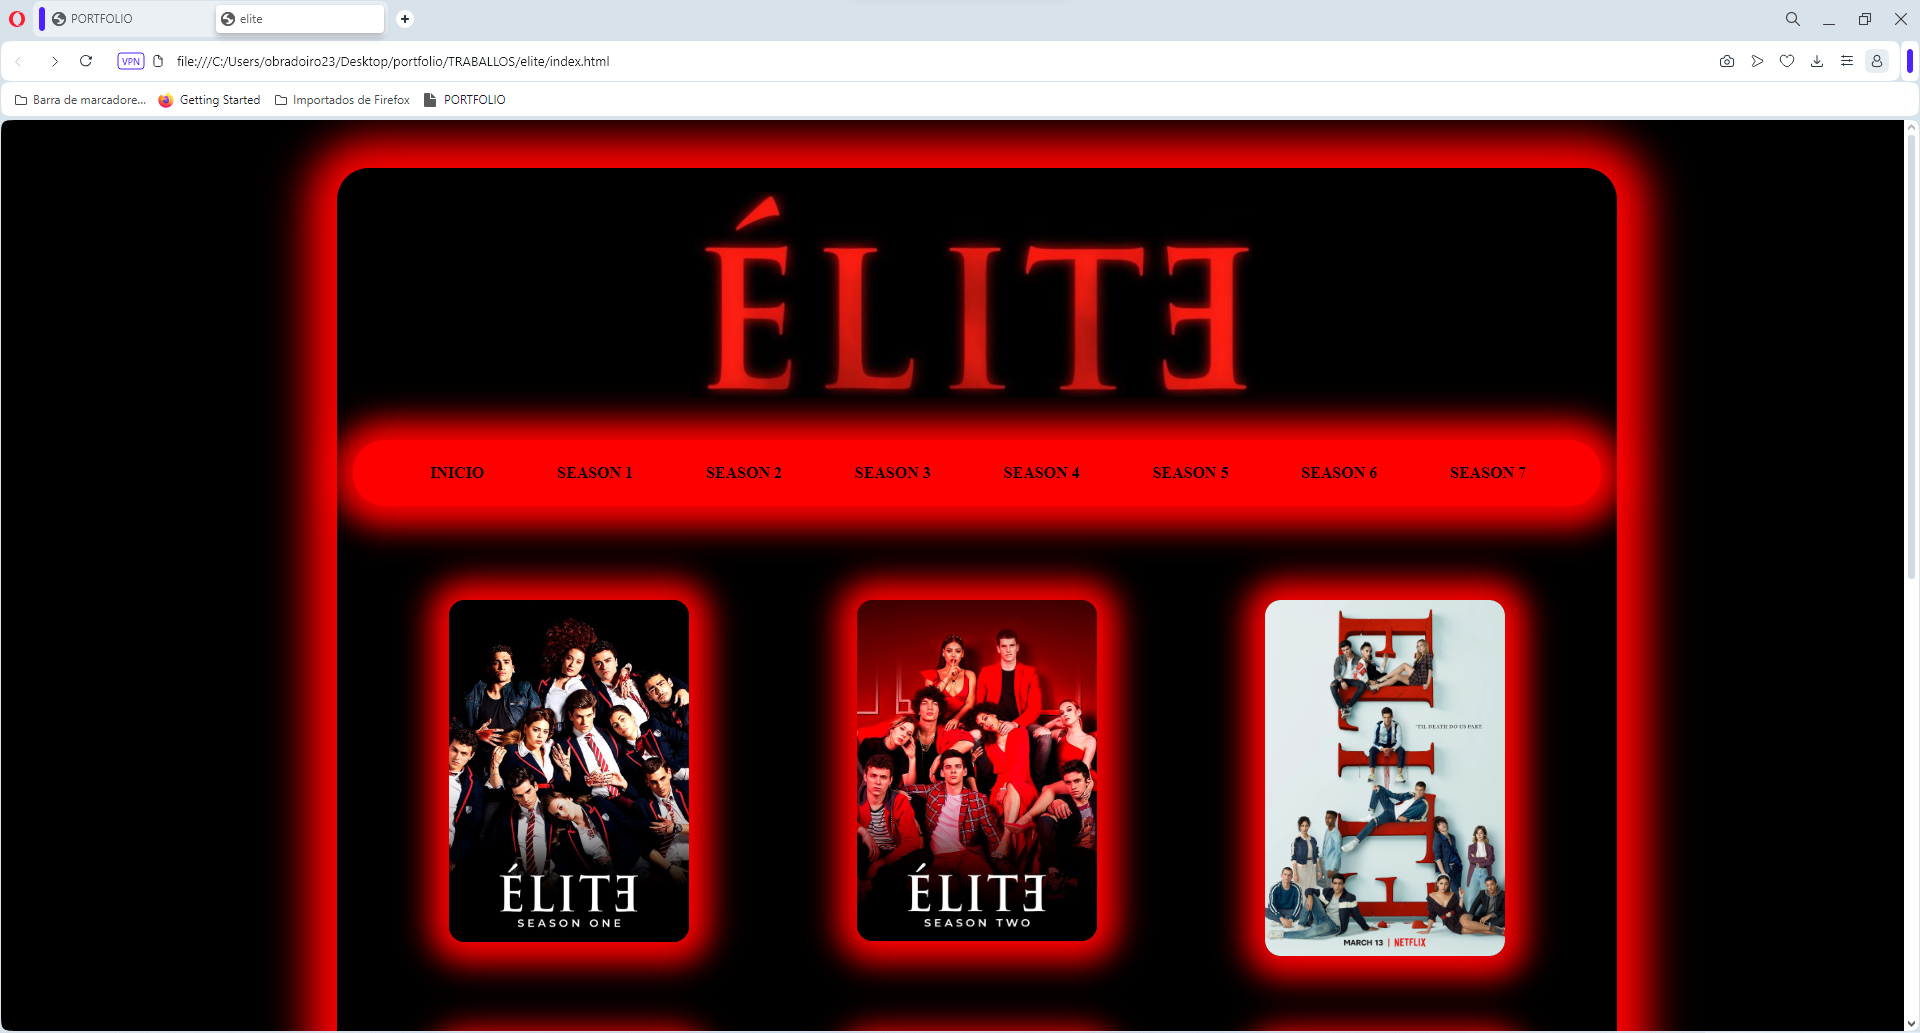 PORTFOLIO
elite
VPN
file:///C:/Users/obradoiro23/Desktop/portfolio/TRABALLOS/elite/index.html
Barra de marcadore...
Getting Started
Importados de Firefox
PORTFOLIO
ÉLITE
INICIO SEASON 1 SEASON 2 SEASON 3 SEASON 4 SEASON 5 SEASON 6 SEASON 7
ÉLITE
SEASON ONE
ÉLITE
SEASON TWO
ÉLITE
'TIL DEATH DO US PART.
MARCH 13 | NETFLIX